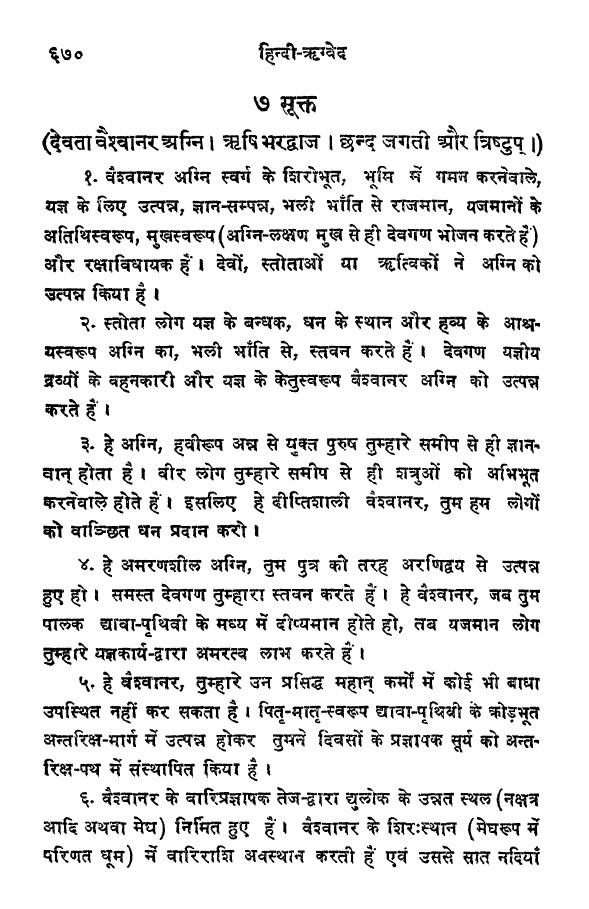 ६७०
हिन्दी-ऋग्वेद
७ सूक्त
(देवता वैश्वानर अग्नि। ऋषि भरद्वाज । छन्द जगती और त्रिष्टुप् ।)
१. वैश्वानर अग्नि स्वर्ग के शिरोभूत, भूमि में गमन करनेवाले,
यज्ञ के लिए उत्पन्न, ज्ञान-सम्पन्न, भली भाँति से राजमान, यजमानों के
अतिथिस्वरूप, मुखस्वरूप (अग्नि-लक्षण मुख से ही देवगण भोजन करते हैं)
और रक्षाविधायक हैं । देवों, स्तोताओं या ऋत्विकों ने अग्नि को
उत्पन्न किया है ।
२. स्तोता लोग यज्ञ के बन्धक, धन के स्थान और हव्य के आश्र-
यस्वरूप अग्नि का, भली भाँति से, स्तवन करते हैं । देवगण यज्ञीय
द्रव्यों के वहनकारी और यज्ञ के केतुस्वरूप वैश्वानर अग्नि को उत्पन्न
करते हैं ।
३. हे अग्नि, हवीरूप अन्न से युक्त पुरुष तुम्हारे समीप से ही ज्ञान-
वान् होता है । वीर लोग तुम्हारे समीप से ही शत्रुओं को अभिभूत
करनेवाले होते हैं । इसलिए हे दीप्तिशाली वैश्वानर, तुम हम लोगों
को वाञ्छित धन प्रदान करो ।
४. हे अमरणशील अग्नि, तुम पुत्र की तरह अरणिद्वय से उत्पन्न
हुए हो । समस्त देवगण तुम्हारा स्तवन करते हैं । हे वैश्वानर, जब तुम
पालक द्यावा-पृथिवी के मध्य में दीप्यमान होते हो, तब यजमान लोग
तुम्हारे यज्ञकार्य-द्वारा अमरत्व लाभ करते हैं ।
५. हे वैश्वानर, तुम्हारे उन प्रसिद्ध महान् कर्मों में कोई भी बाधा
उपस्थित नहीं कर सकता है । पितृ-मातृ-स्वरूप द्यावा-पृथिवी के क्रोड़भूत
अन्तरिक्ष-मार्ग में उत्पन्न होकर तुमने दिवसों के प्रज्ञापक सूर्य को अन्त-
रिक्ष-पथ में संस्थापित किया है ।
६. वैश्वानर के वारिप्रज्ञापक तेज-द्वारा द्युलोक के उन्नत स्थल (नक्षत्र
आदि अथवा मेघ) निर्मित हुए हैं । वैश्वानर के शिरःस्थान (मेघरूप में
परिणत धूम) में वारिराशि अवस्थान करती हैं एवं उससे सात नदियाँ